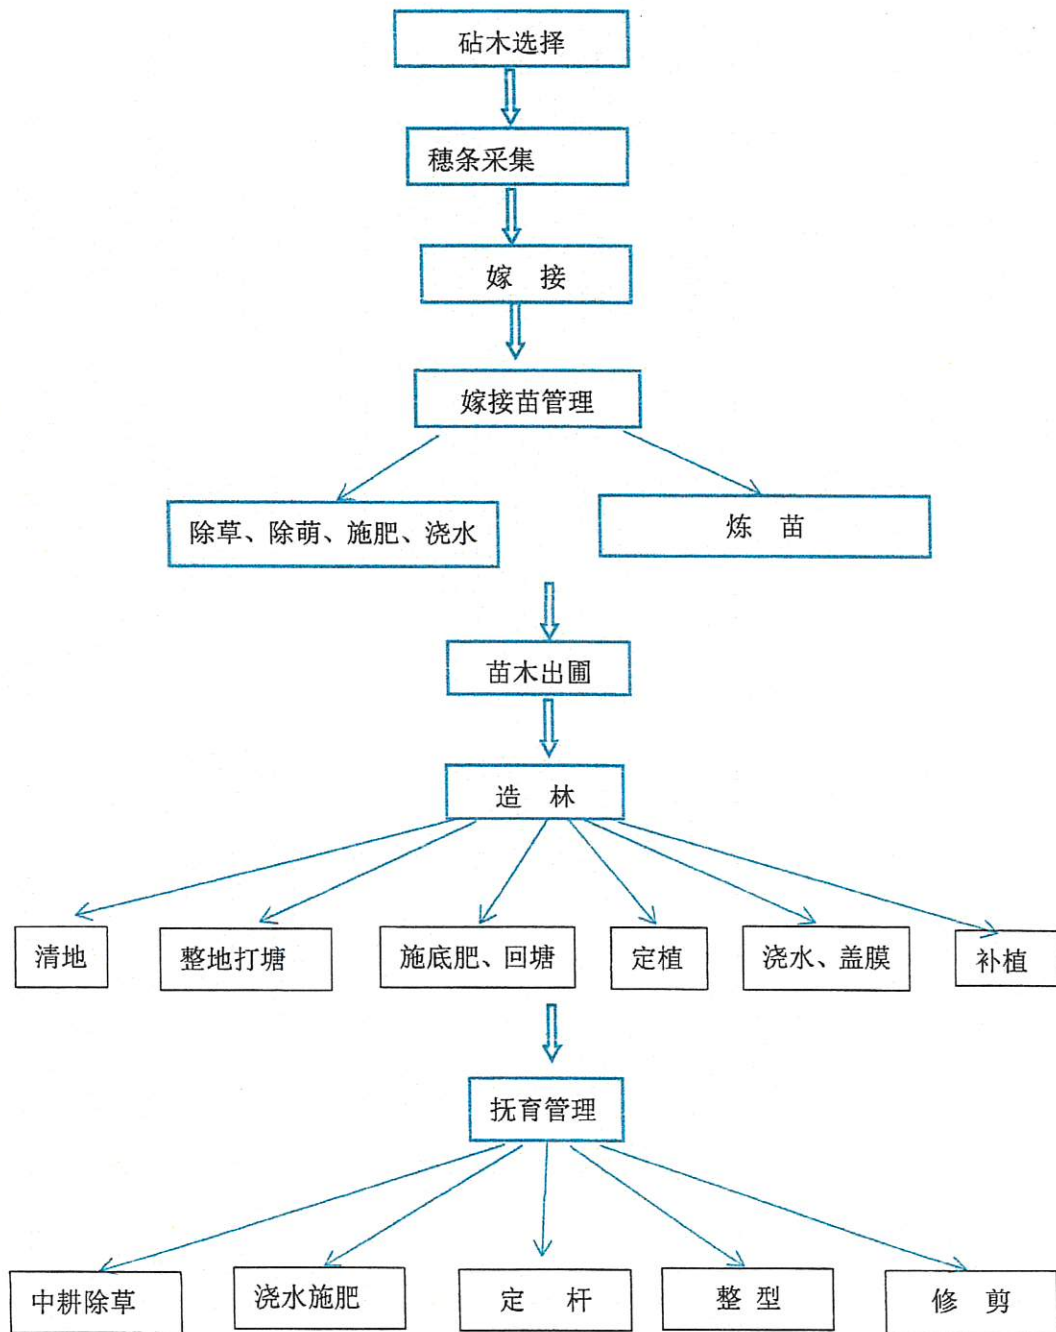 砧木选择
穗条采集
嫁 接
嫁接苗管理
除草、除萌、施肥、浇水
炼 苗
苗木出圃
造 林
清地
整地打塘
施底肥、回塘
定植
浇水、盖膜
补植
抚育管理
中耕除草
浇水施肥
定 杆
整 型
修 剪